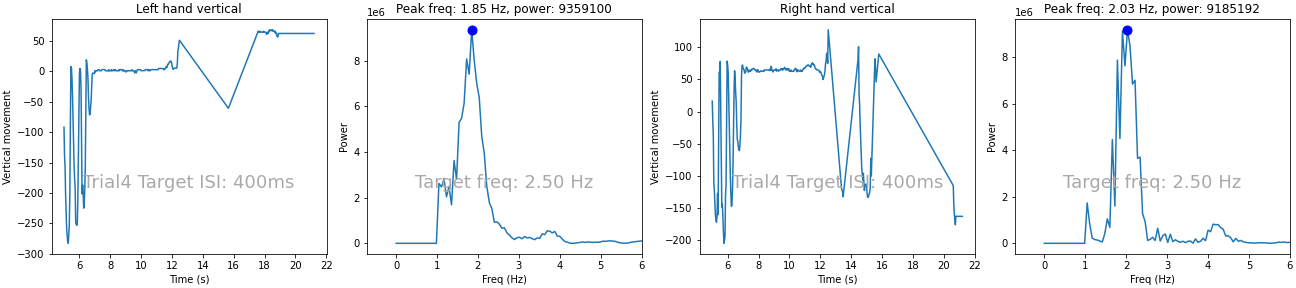 Left hand vertical
50
0
−50
−100
−150
−200
−250
−300
Vertical movement
Trial4 Target ISI: 400ms
6 8 10 12 14 16 18 20 22
Time (s)
1e6
Peak freq: 1.85 Hz, power: 9359100
8
6
4
2
0
Power
Target freq: 2.50 Hz
0 1 2 3 4 5 6
Freq (Hz)
Right hand vertical
100
50
0
−50
−100
−150
−200
Vertical movement
Trial4 Target ISI: 400ms
6 8 10 12 14 16 18 20 22
Time (s)
1e6
Peak freq: 2.03 Hz, power: 9185192
8
6
4
2
0
Power
Target freq: 2.50 Hz
0 1 2 3 4 5 6
Freq (Hz)